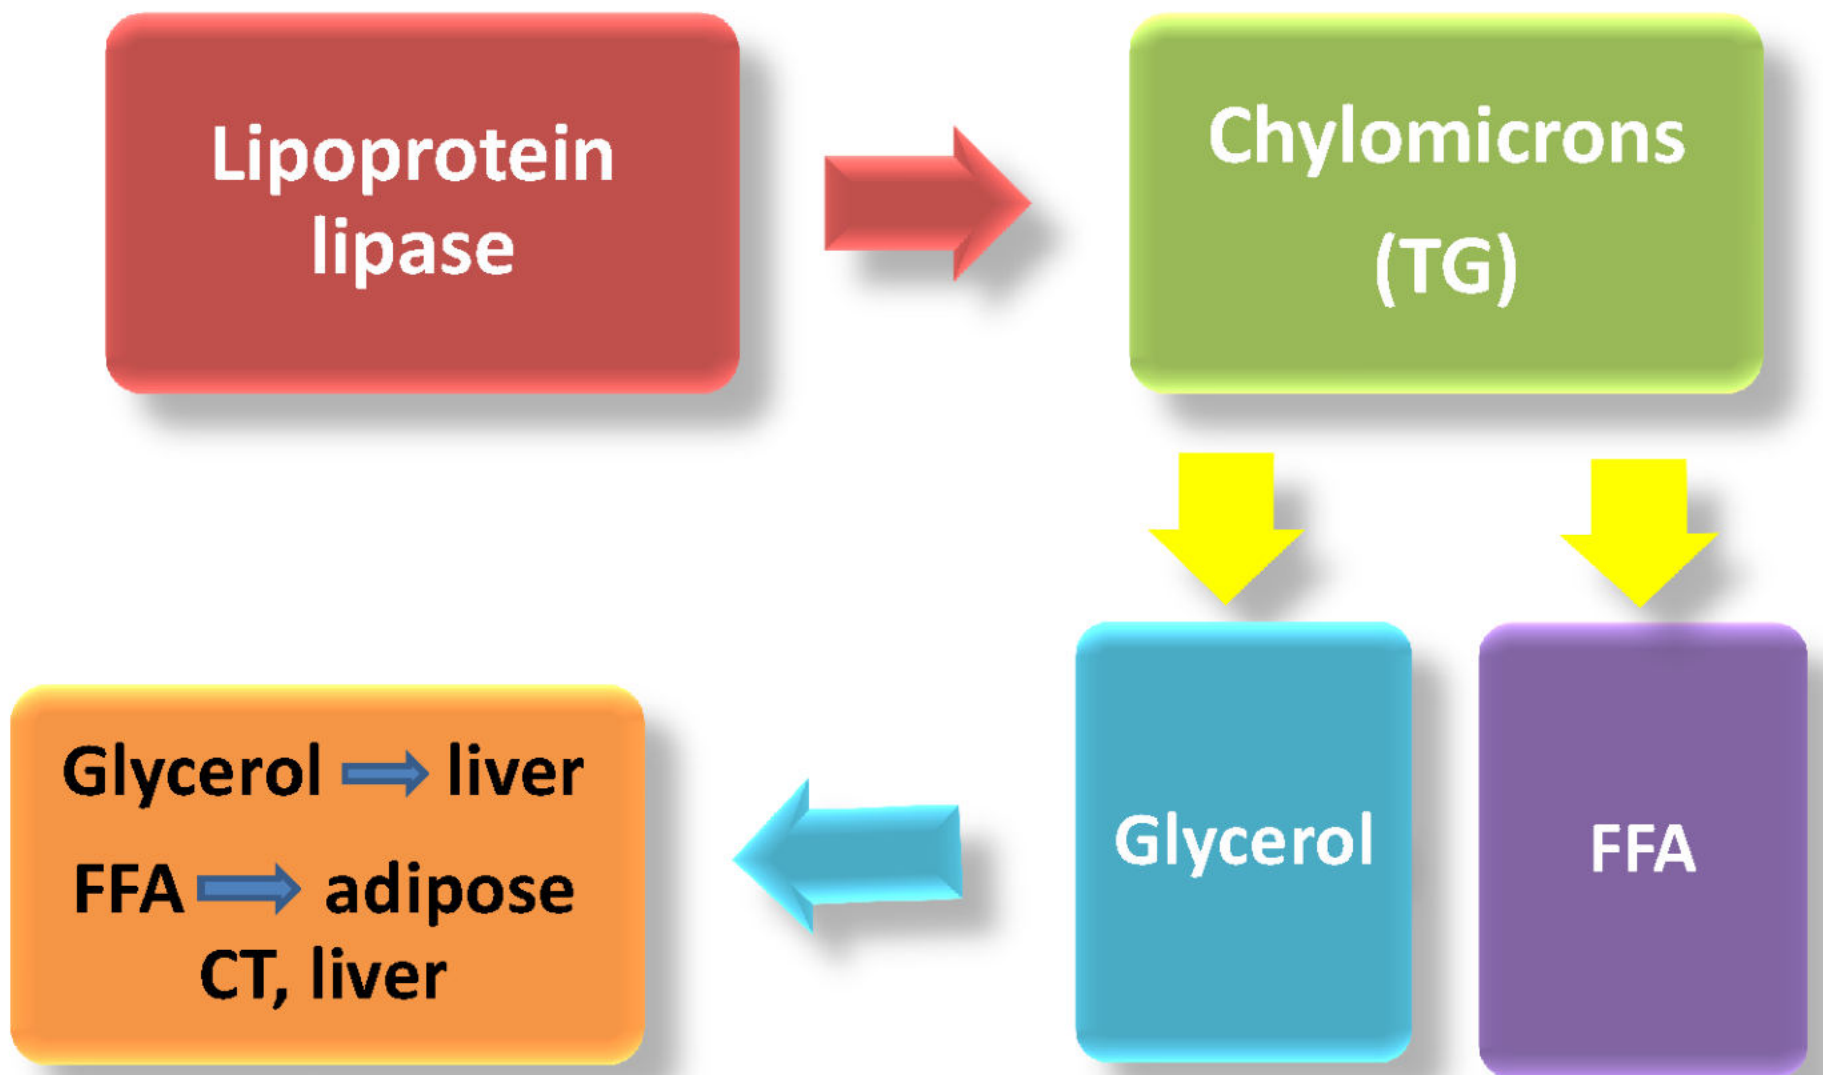 Lipoprotein
lipase
Chylomicrons
(TG)
Glycerol
FFA
Glycerol liver
FFA adipose
CT, liver